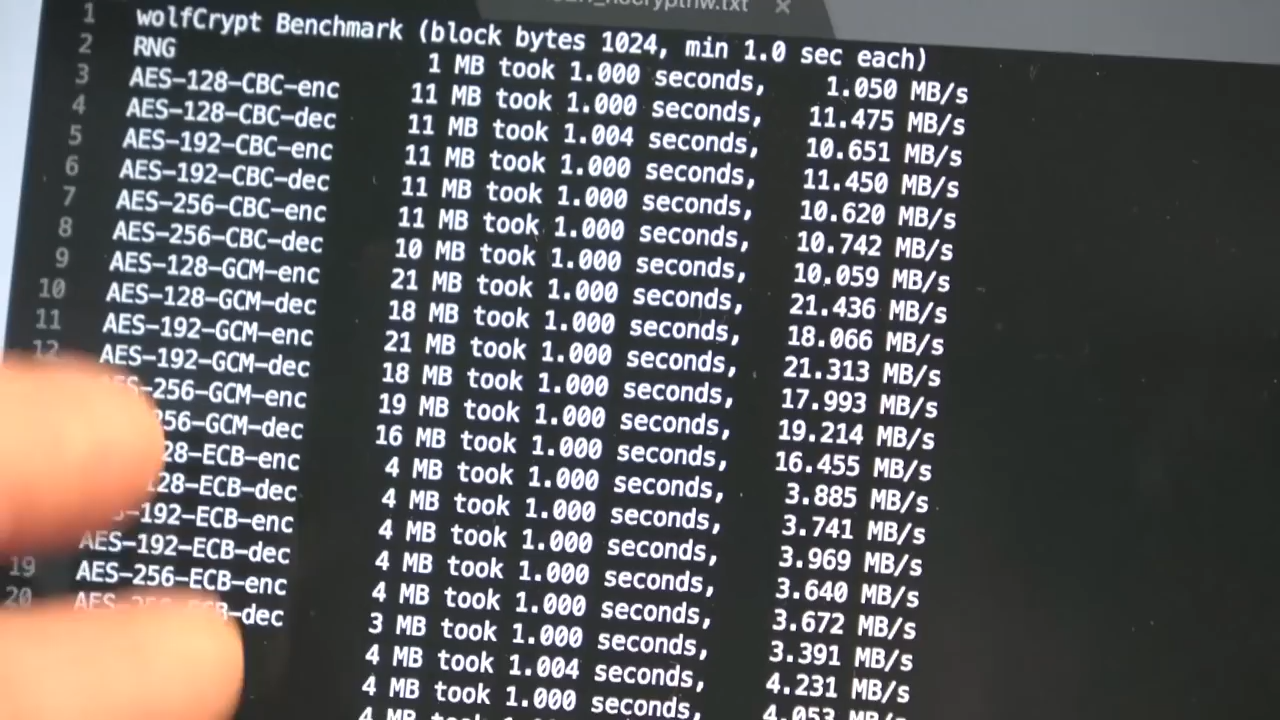 1 wolfCrypt Benchmark (block bytes 1024, min 1.0 sec each)
2 RNG 1 MB took 1.000 seconds, 1.050 MB/s
3 AES-128-CBC-enc 11 MB took 1.000 seconds, 11.475 MB/s
4 AES-128-CBC-dec 11 MB took 1.004 seconds, 10.651 MB/s
5 AES-192-CBC-enc 11 MB took 1.000 seconds, 11.450 MB/s
6 AES-192-CBC-dec 11 MB took 1.000 seconds, 10.620 MB/s
7 AES-256-CBC-enc 11 MB took 1.000 seconds, 10.742 MB/s
8 AES-256-CBC-dec 10 MB took 1.000 seconds, 10.059 MB/s
9 AES-128-GCM-enc 21 MB took 1.000 seconds, 21.436 MB/s
10 AES-128-GCM-dec 18 MB took 1.000 seconds, 18.066 MB/s
11 AES-192-GCM-enc 21 MB took 1.000 seconds, 21.313 MB/s
12 AES-192-GCM-dec 18 MB took 1.000 seconds, 17.993 MB/s
S-256-GCM-enc 19 MB took 1.000 seconds, 19.214 MB/s
56-GCM-dec 16 MB took 1.000 seconds, 16.455 MB/s
28-ECB-enc 4 MB took 1.000 seconds, 3.885 MB/s
128-ECB-dec 4 MB took 1.000 seconds, 3.741 MB/s
-192-ECB-enc 4 MB took 1.000 seconds, 3.969 MB/s
AES-192-ECB-dec 4 MB took 1.000 seconds, 3.640 MB/s
19 AES-256-ECB-enc 4 MB took 1.000 seconds, 3.672 MB/s
20 AES-256-ECB-dec 3 MB took 1.000 seconds, 3.391 MB/s
4 MB took 1.004 seconds, 4.231 MB/s
4 MB took 1.000 seconds, 4.053 MB/s
4 MB took